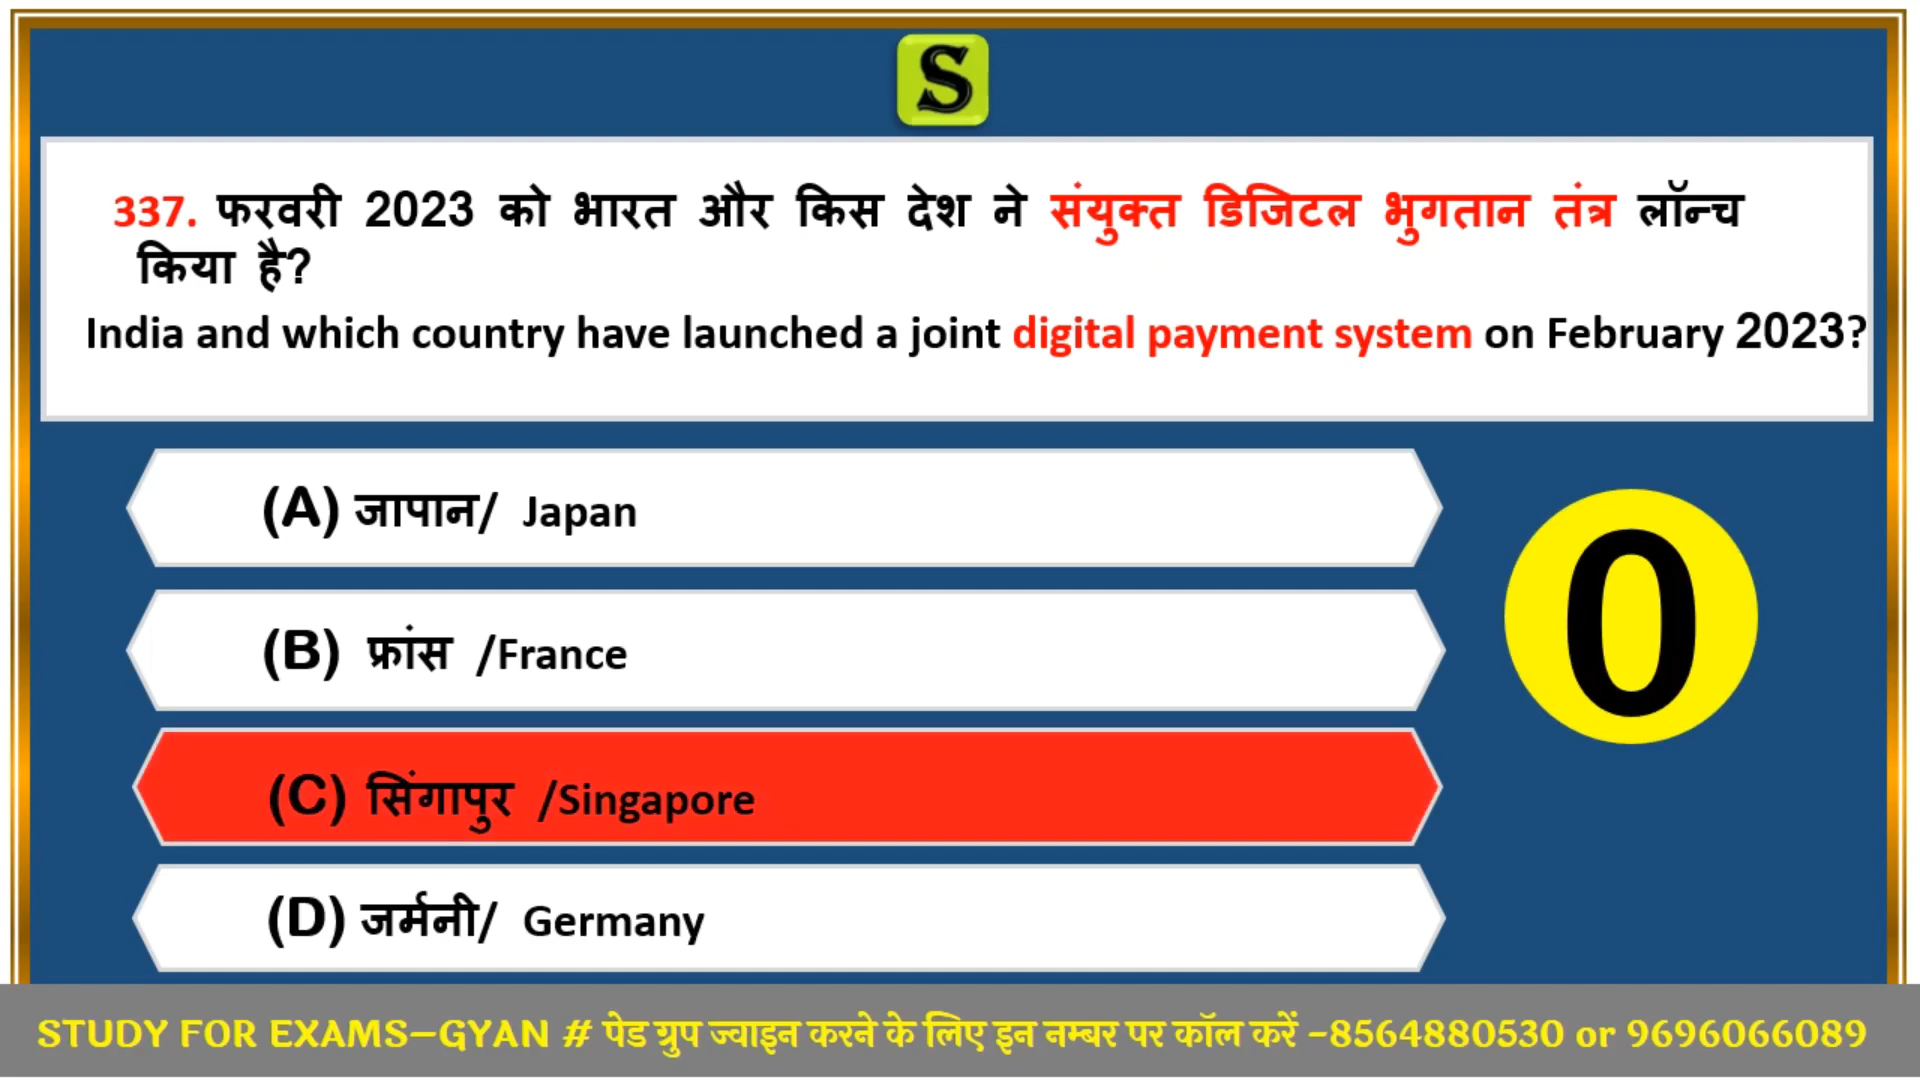 S
337. फरवरी 2023 को भारत और किस देश ने संयुक्त डिजिटल भुगतान तंत्र लॉन्च
किया है?
India and which country have launched a joint digital payment system on February 2023?
(A) जापान/ Japan
(B) फ्रांस /France
0
(C) सिंगापुर /Singapore
(D) जर्मनी/ Germany
STUDY FOR EXAMS–GYAN # पेड ग्रुप ज्वाइन करने के लिए इन नम्बर पर कॉल करें -8564880530 or 9696066089